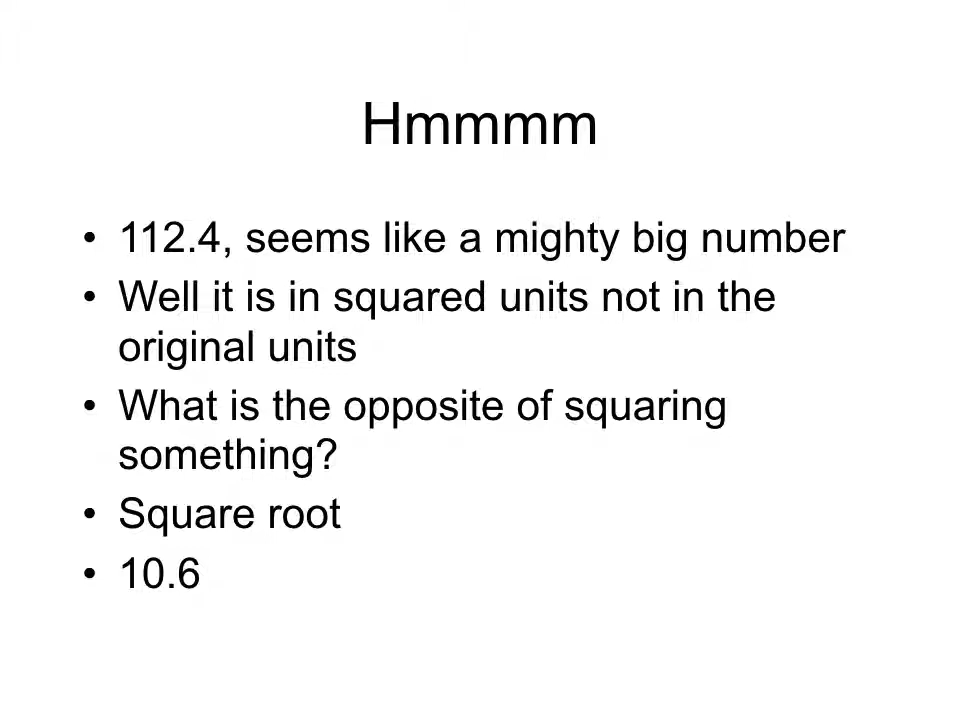 Hmmmm
• 112.4, seems like a mighty big number
• Well it is in squared units not in the
original units
• What is the opposite of squaring
something?
• Square root
• 10.6